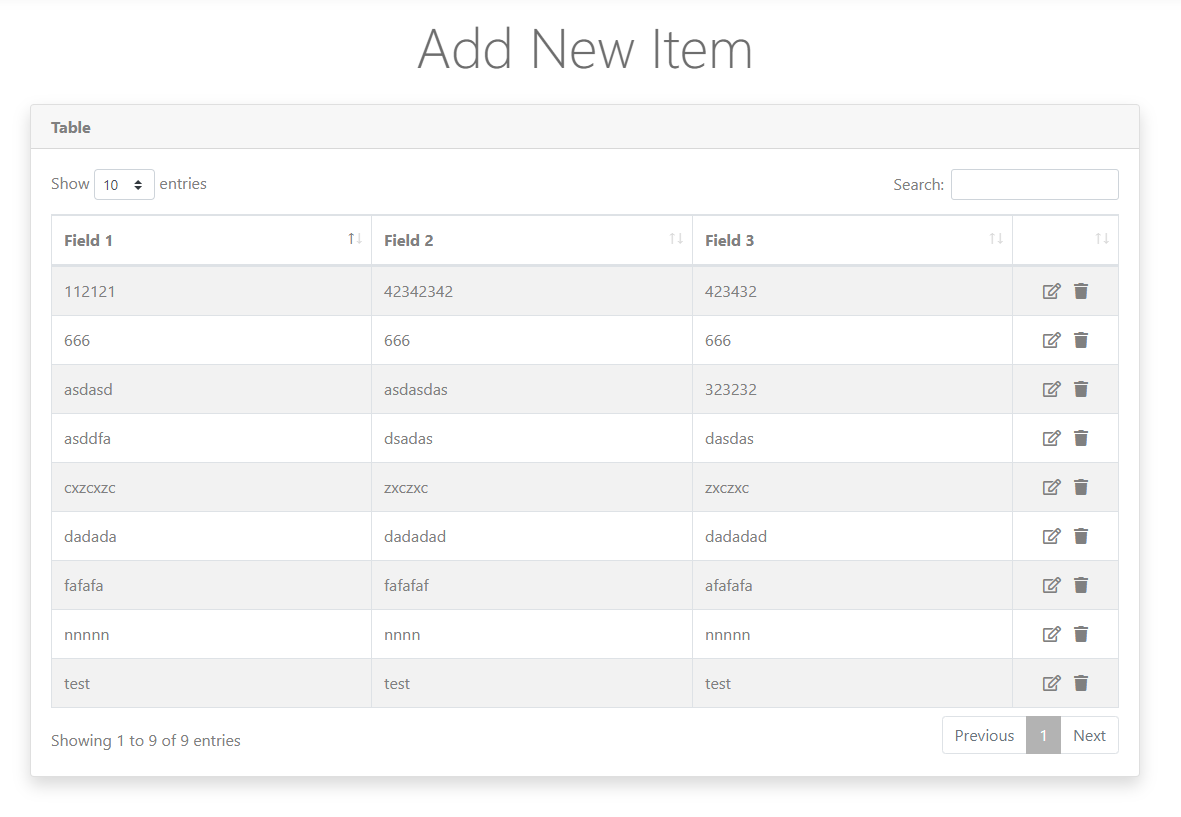 Add New Item
Table
Show 10 entries Search:
Field 1 Field 2 Field 3
112121 42342342 423432
666 666 666
asdasd asdasdas 323232
asddfa dsadas dasdas
cxzcxzc zxczxc zxczxc
dadada dadadad dadadad
fafafa fafafaf afafafa
nnnnn nnnn nnnnn
test test test
Showing 1 to 9 of 9 entries Previous 1 Next